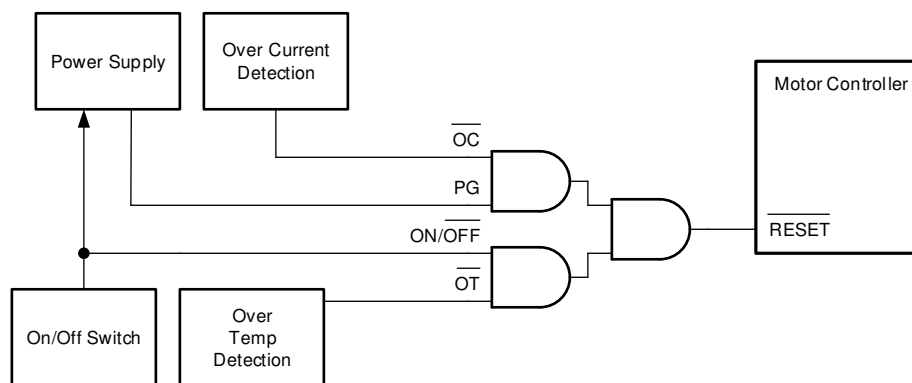 Power Supply
Over Current
Detection
Motor Controller
OC
PG
ON/OFF
OT
RESET
On/Off Switch
Over
Temp
Detection